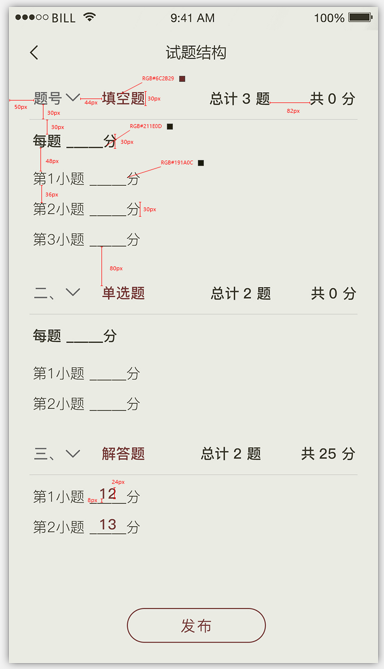 BILL 9:41 AM 100%
试题结构
RGB#6C2B29
题号 填空题 总计 3 题 共 0 分
50px 44px 30px 82px
30px
30px
RGB#211E0D
每题 _____分
30px
48px
RGB#191A0C
第1小题 _____分
36px
第2小题 _____分
30px
第3小题 _____分
80px
二、 单选题 总计 2 题 共 0 分
每题 _____分
第1小题 _____分
第2小题 _____分
三、 解答题 总计 2 题 共 25 分
24px
第1小题 12 分
8px
第2小题 13 分
发布